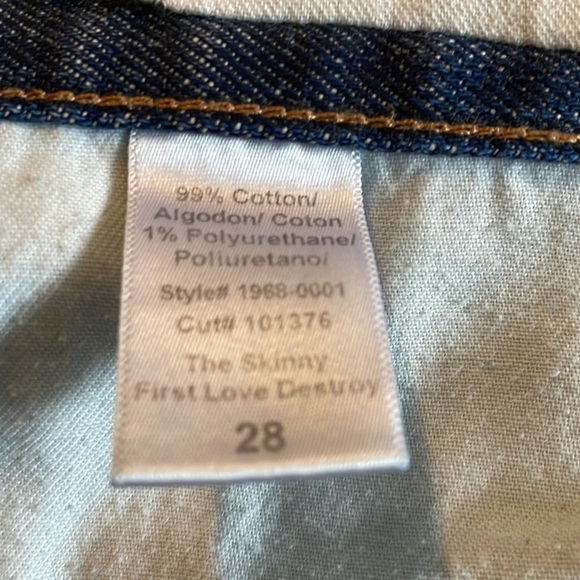 99% Cotton/
Algodon/ Coton
1% Polyurethane/
Poliuretano/
Style# 1968-0001
Cut# 101376
The Skinny
First Love Destroy
28